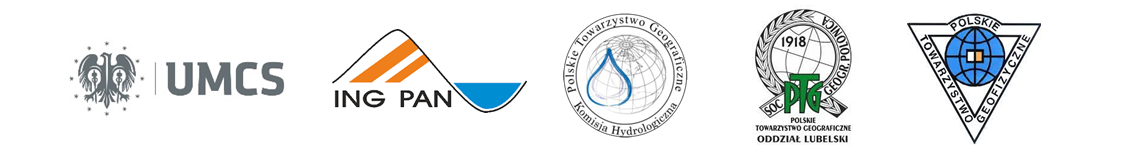 UMCS
ING PAN
Polskie Towarzystwo Geograficzne
Komisja Hydrologiczna
1918
SOC. GEOGR. POLONICA
PTG
POLSKIE
TOWARZYSTWO GEOGRAFICZNE
ODDZIAŁ LUBELSKI
POLSKIE
TOWARZYSTWO
GEOFIZYCZNE